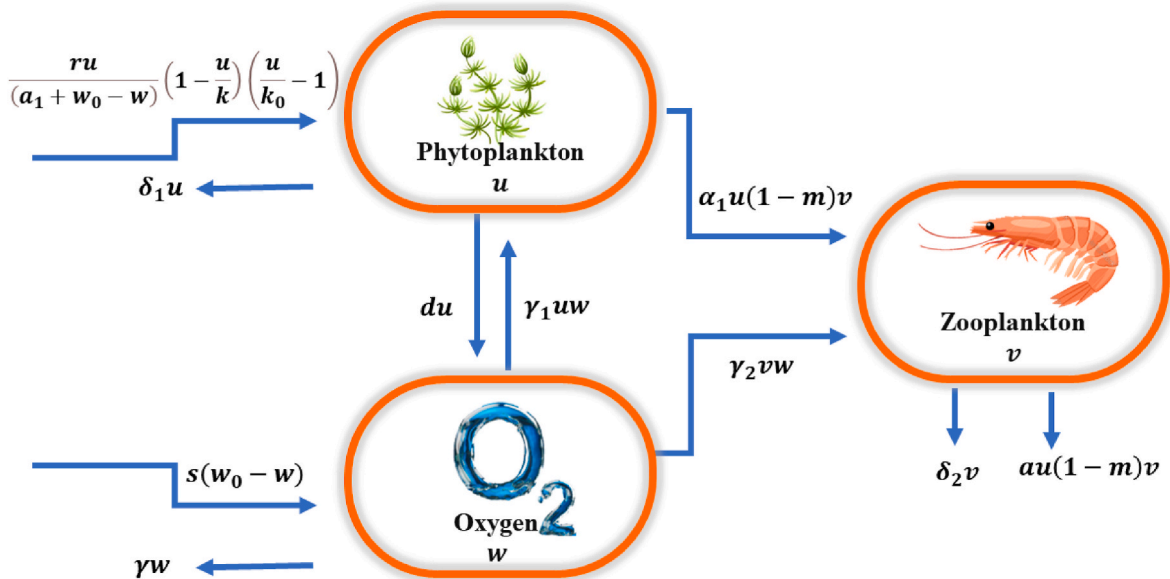 ru/(a₁ + w₀ − w) (1 − u/k) (u/k₀ − 1)
δ₁u
Phytoplankton
u
α₁u(1 − m)v
du
γ₁uw
Zooplankton
v
γ₂vw
δ₂v
au(1 − m)v
s(w₀ − w)
γw
O₂
Oxygen
w